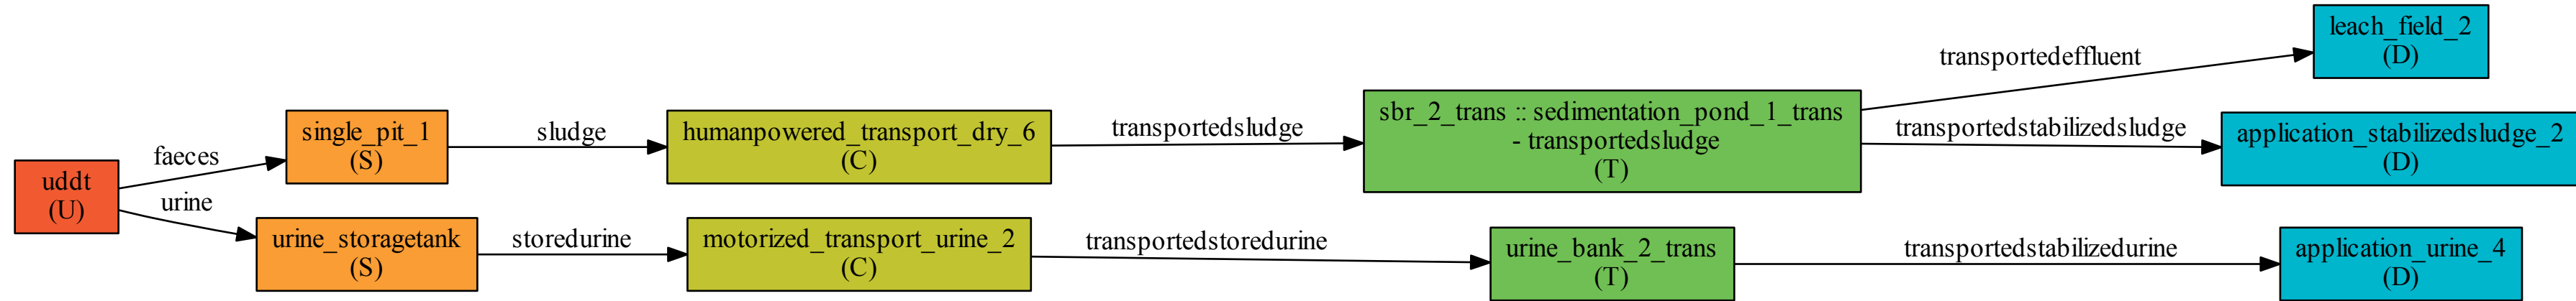 uddt
(U)
faeces
urine
single_pit_1
(S)
urine_storagetank
(S)
sludge
storedurine
humanpowered_transport_dry_6
(C)
motorized_transport_urine_2
(C)
transportedsludge
transportedstoredurine
sbr_2_trans :: sedimentation_pond_1_trans
- transportedsludge
(T)
urine_bank_2_trans
(T)
transportedeffluent
transportedstabilizedsludge
transportedstabilizedurine
leach_field_2
(D)
application_stabilizedsludge_2
(D)
application_urine_4
(D)